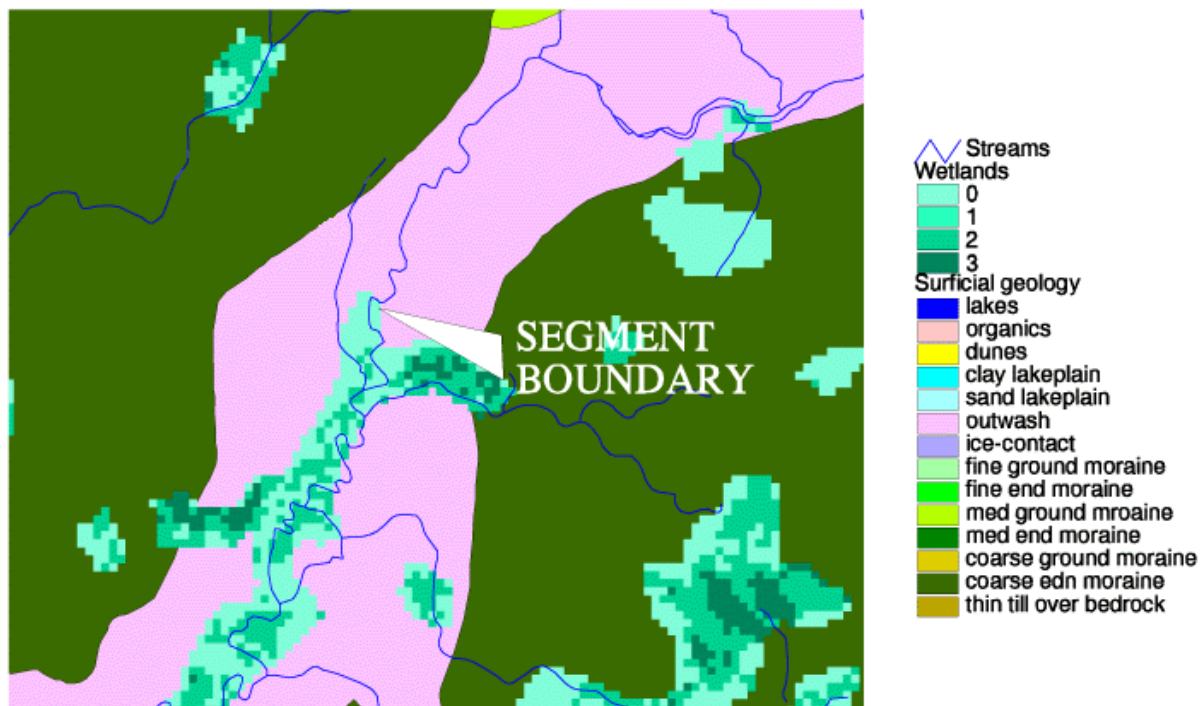 SEGMENT
BOUNDARY
Streams
Wetlands
0
1
2
3
Surficial geology
lakes
organics
dunes
clay lakeplain
sand lakeplain
outwash
ice-contact
fine ground moraine
fine end moraine
med ground mroaine
med end moraine
coarse ground moraine
coarse edn moraine
thin till over bedrock